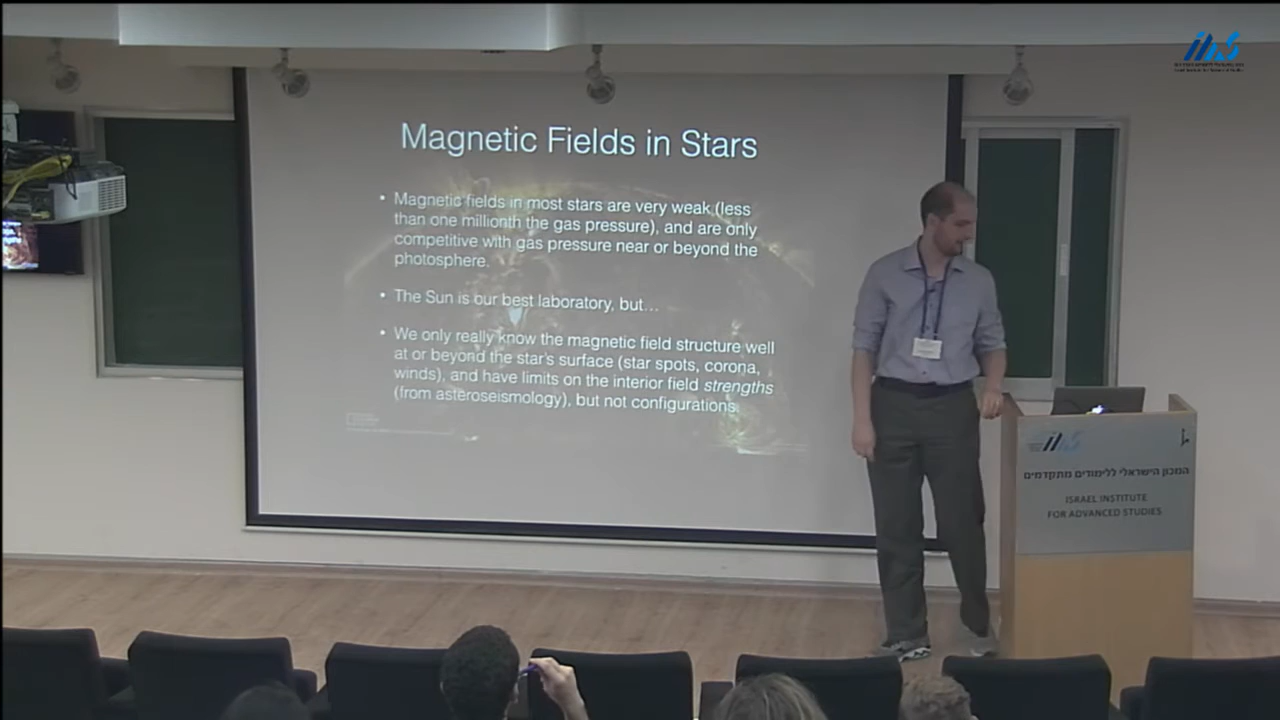 Magnetic Fields in Stars
• Magnetic fields in most stars are very weak (less
than one millionth the gas pressure), and are only
competitive with gas pressure near or beyond the
photosphere.
• The Sun is our best laboratory, but…
• We only really know the magnetic field structure well
at or beyond the star's surface (star spots, corona,
winds), and have limits on the interior field strengths
(from asteroseismology), but not configurations.
המכון הישראלי ללימודים מתקדמים
ISRAEL INSTITUTE
FOR ADVANCED STUDIES